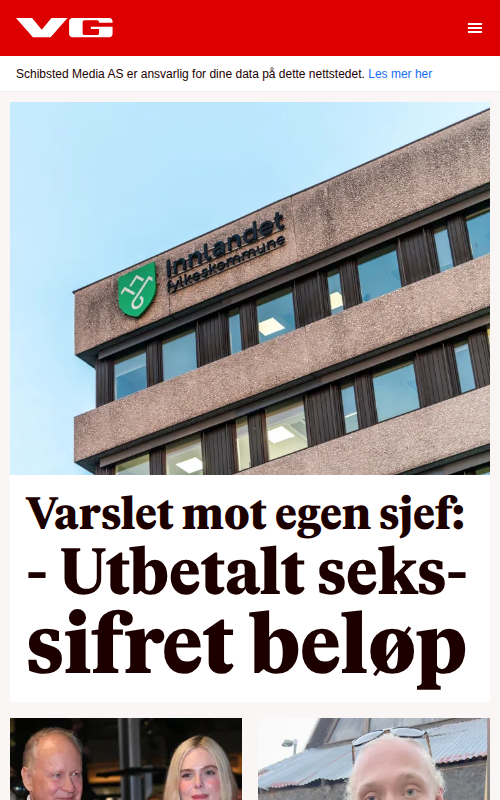 VG
Schibsted Media AS er ansvarlig for dine data på dette nettstedet. Les mer her
Innlandet
fylkeskommune
Varslet mot egen sjef:
- Utbetalt seks-
sifret beløp